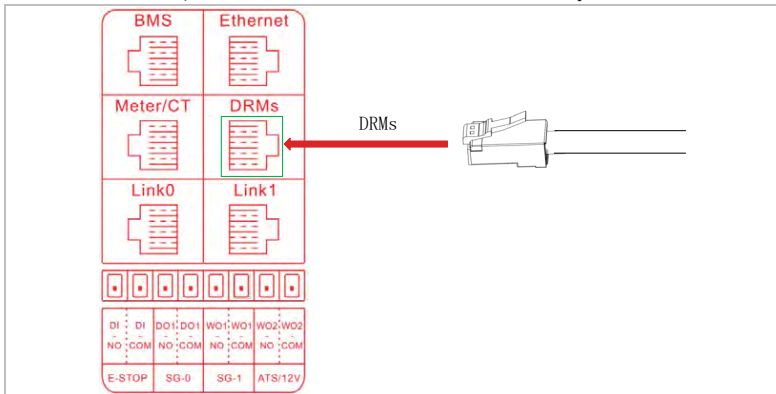 BMS Ethernet
Meter/CT DRMs
DRMs
Link0 Link1
DI DI DO1 DO1 WO1 WO1 WO2 WO2
- - - - - - - -
NO COM NO COM NO COM NO COM
E-STOP SG-0 SG-1 ATS/12V